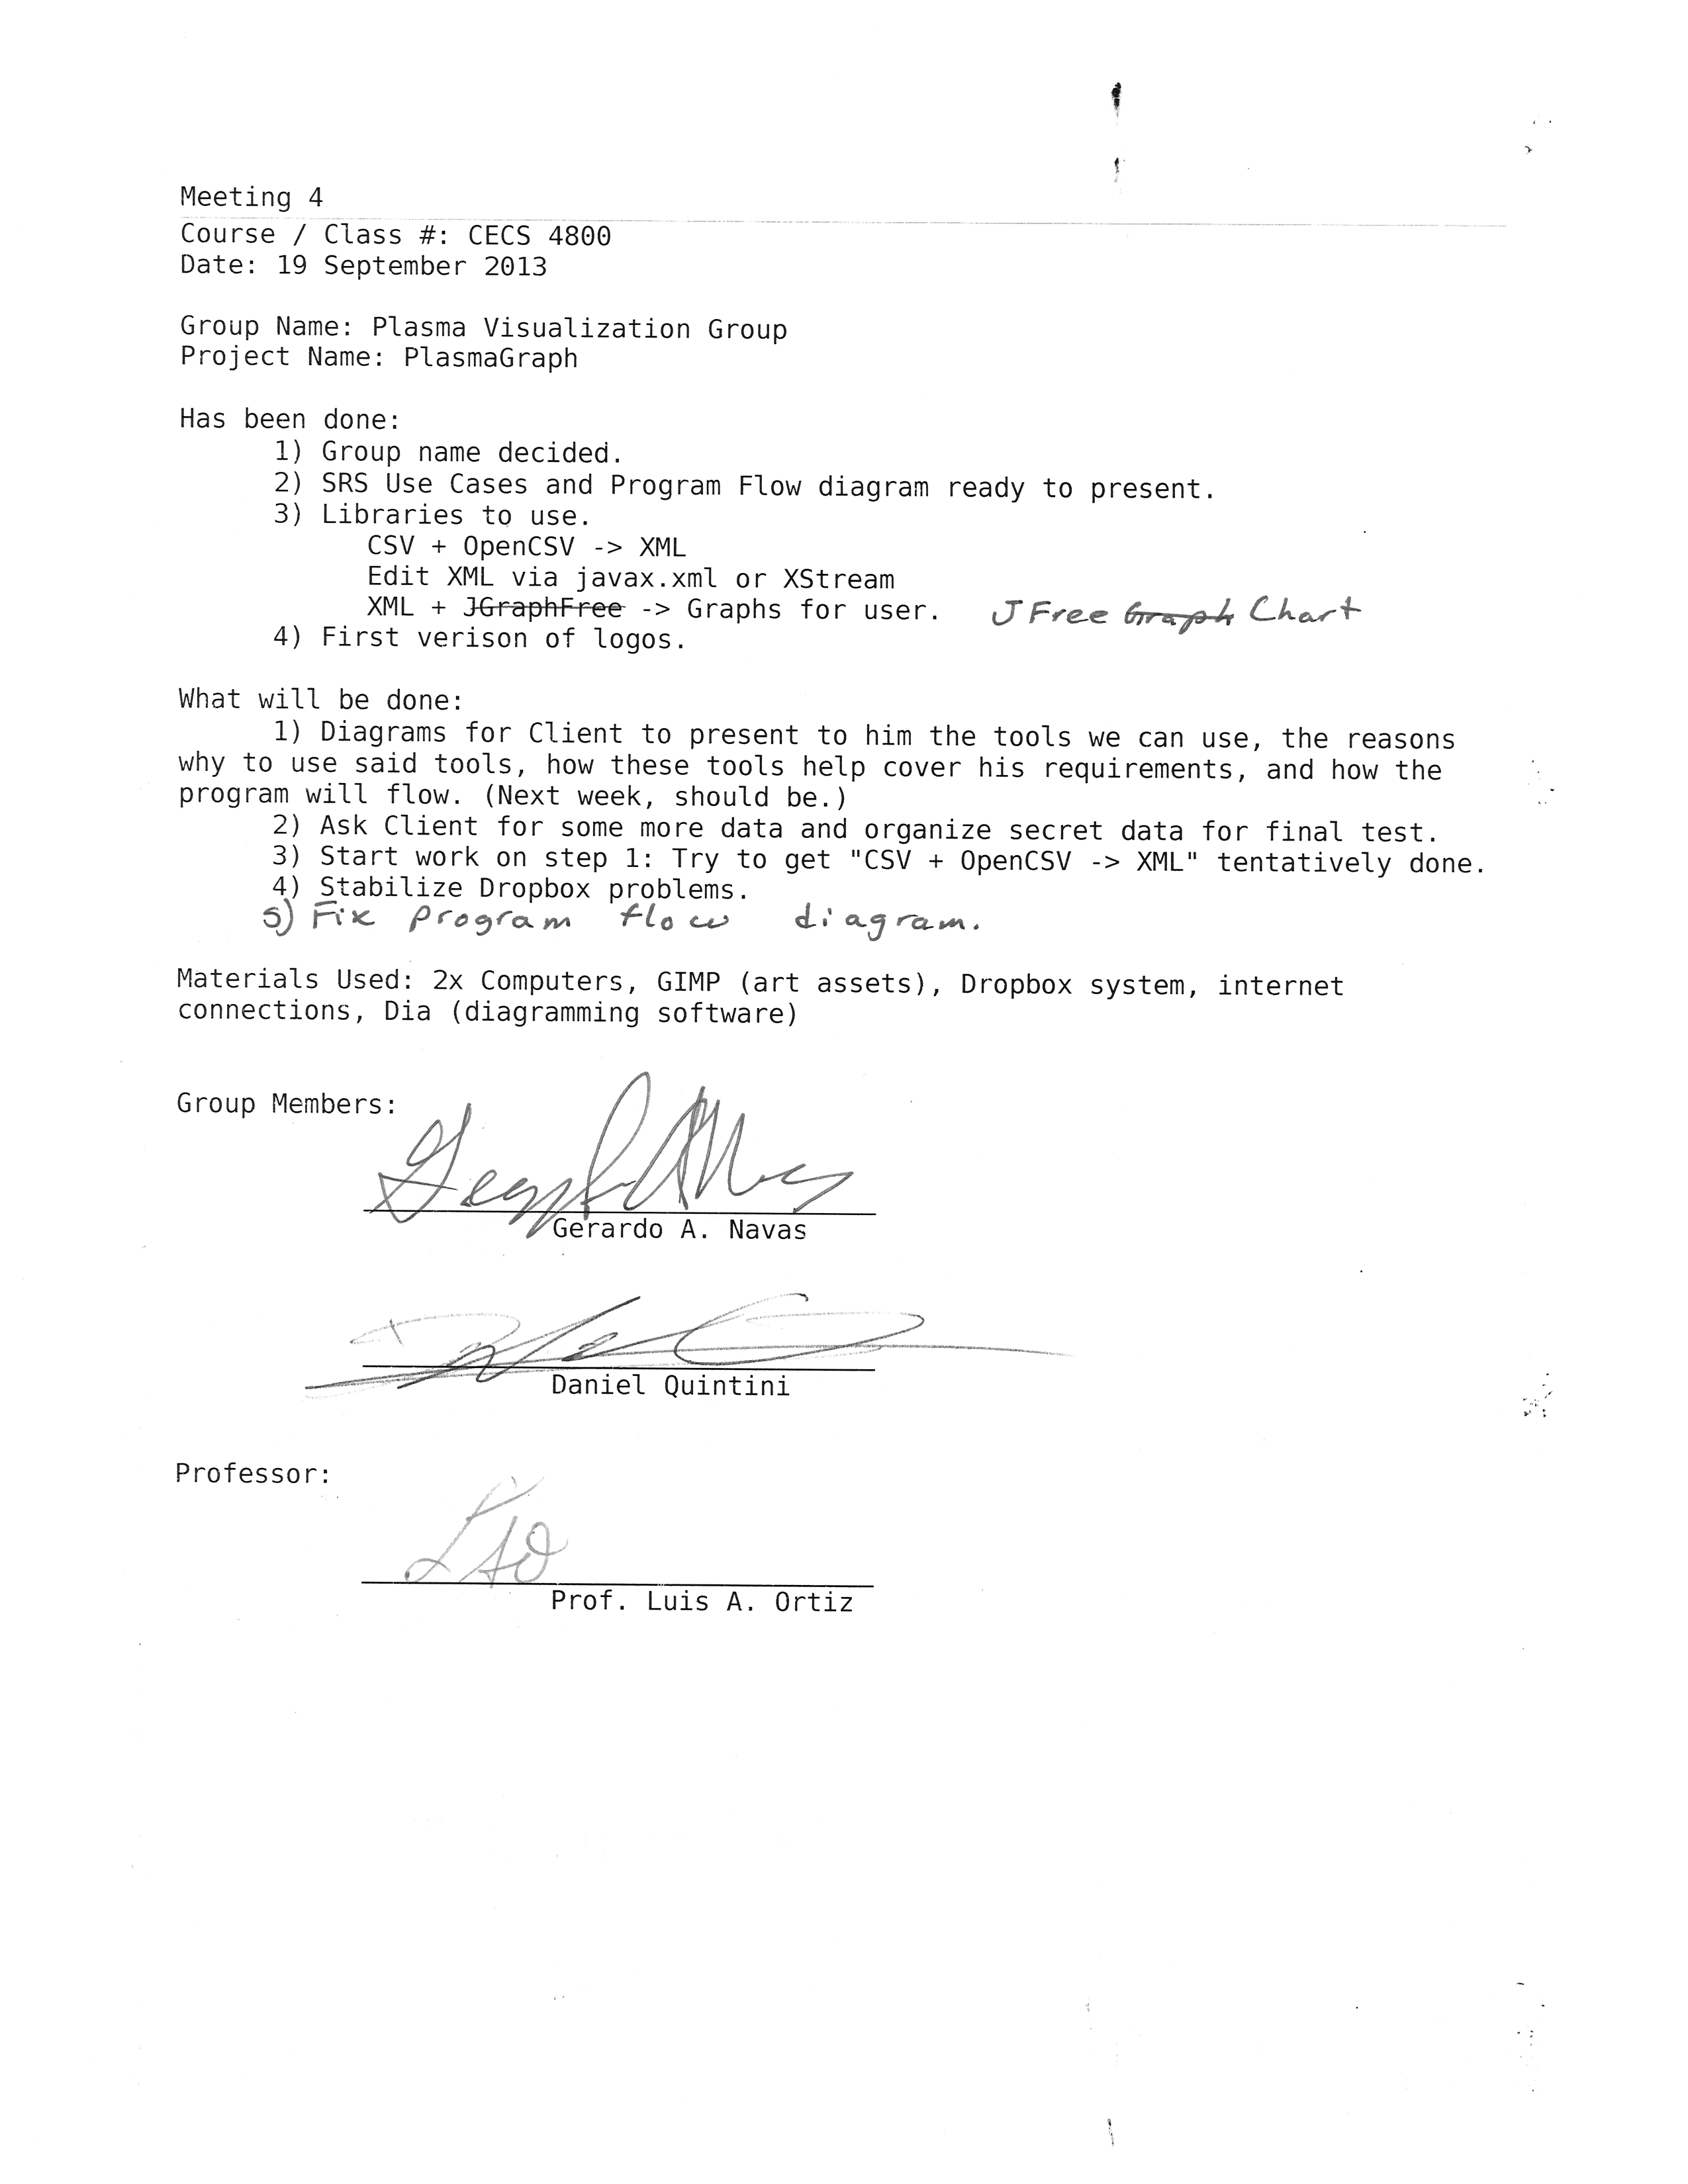 Meeting 4
Course / Class #: CECS 4800
Date: 19 September 2013
Group Name: Plasma Visualization Group
Project Name: PlasmaGraph
Has been done:
1) Group name decided.
2) SRS Use Cases and Program Flow diagram ready to present.
3) Libraries to use.
CSV + OpenCSV -> XML
Edit XML via javax.xml or XStream
XML + JGraphFree -> Graphs for user. JFree Graph Chart
4) First verison of logos.
What will be done:
1) Diagrams for Client to present to him the tools we can use, the reasons
why to use said tools, how these tools help cover his requirements, and how the
program will flow. (Next week, should be.)
2) Ask Client for some more data and organize secret data for final test.
3) Start work on step 1: Try to get "CSV + OpenCSV -> XML" tentatively done.
4) Stabilize Dropbox problems.
5) Fix program flow diagram.
Materials Used: 2x Computers, GIMP (art assets), Dropbox system, internet
connections, Dia (diagramming software)
Group Members:
Gerardo A. Navas
Daniel Quintini
Professor:
Prof. Luis A. Ortiz